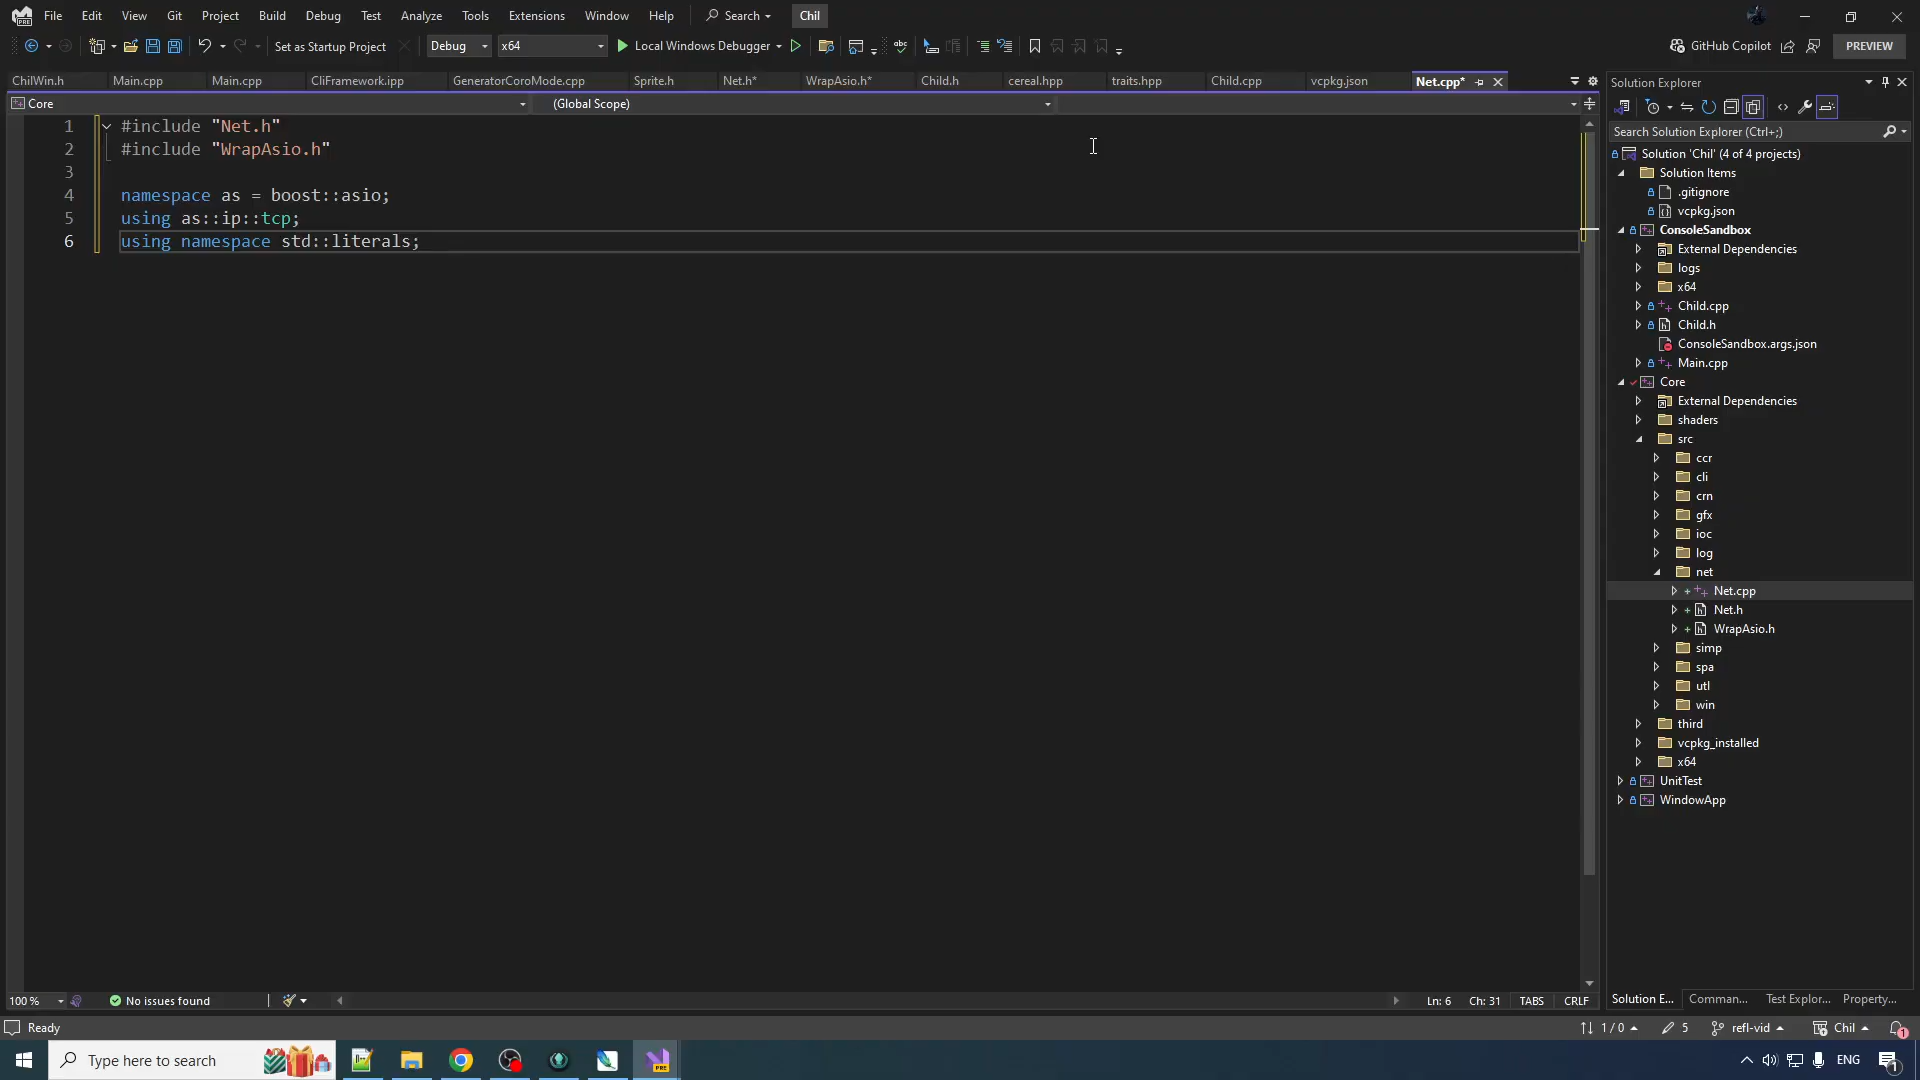 File Edit View Git Project Build Debug Test Analyze Tools Extensions Window Help Search Chil
Set as Startup Project Debug x64 Local Windows Debugger GitHub Copilot PREVIEW
ChilWin.h Main.cpp Main.cpp CliFramework.ipp GeneratorCoroMode.cpp Sprite.h Net.h* WrapAsio.h* Child.h cereal.hpp traits.hpp Child.cpp vcpkg.json Net.cpp*
Core (Global Scope)
1 #include "Net.h"
2 #include "WrapAsio.h"
3
4 namespace as = boost::asio;
5 using as::ip::tcp;
6 using namespace std::literals;
100 % No issues found Ln: 6 Ch: 31 TABS CRLF
Solution Explorer
Search Solution Explorer (Ctrl+;)
Solution 'Chil' (4 of 4 projects)
Solution Items
.gitignore
vcpkg.json
ConsoleSandbox
External Dependencies
logs
x64
Child.cpp
Child.h
ConsoleSandbox.args.json
Main.cpp
Core
External Dependencies
shaders
src
ccr
cli
crn
gfx
ioc
log
net
Net.cpp
Net.h
WrapAsio.h
simp
spa
utl
win
third
vcpkg_installed
x64
UnitTest
WindowApp
Solution E... Comman... Test Explor... Property...
Ready 1 / 0 5 refl-vid Chil 1
Type here to search PRE ENG 1